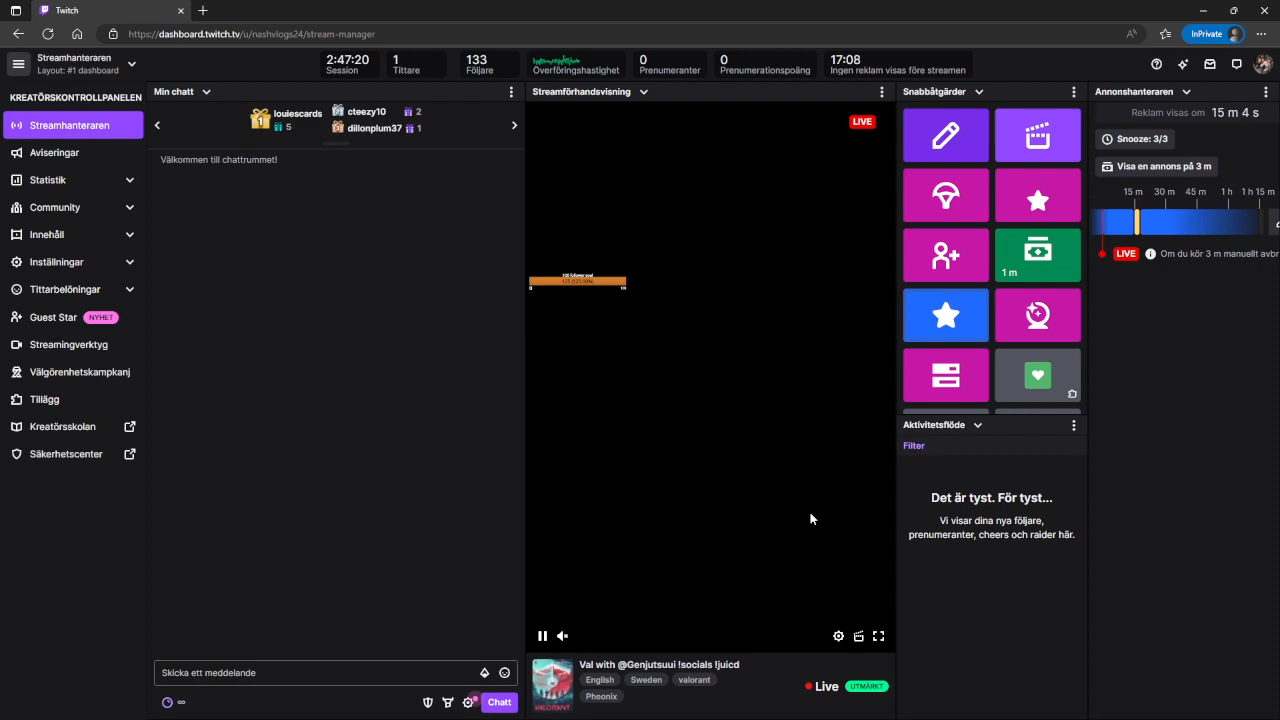 Twitch
https://dashboard.twitch.tv/u/nashvlogs24/stream-manager
InPrivate
Streamhanteraren
Layout: #1 dashboard
2:47:20
Session
1
Tittare
133
Följare
Överföringshastighet
0
Prenumeranter
0
Prenumerationspoäng
17:08
Ingen reklam visas före streamen
KREATÖRSKONTROLLPANELEN
Streamhanteraren
Aviseringar
Statistik
Community
Innehåll
Inställningar
Tittarbelöningar
Guest Star NYHET
Streamingverktyg
Välgörenhetskampanj
Tillägg
Kreatörsskolan
Säkerhetscenter
Min chatt
1 louiescards
5
cteezy10 2
dillonplum37 1
Välkommen till chattrummet!
Skicka ett meddelande
Chatt
Streamförhandsvisning
LIVE
100 follower goal
Val with @Genjutsuui !socials !juicd
English Sweden valorant
Pheonix
VALORANT
Live UTMÄRKT
Snabbåtgärder
1 m
Aktivitetsflöde
Filter
Det är tyst. För tyst...
Vi visar dina nya följare,
prenumeranter, cheers och raider här.
Annonshanteraren
Reklam visas om 15 m 4 s
Snooze: 3/3
Visa en annons på 3 m
15 m 30 m 45 m 1 h 1 h 15 m
LIVE Om du kör 3 m manuellt avbr